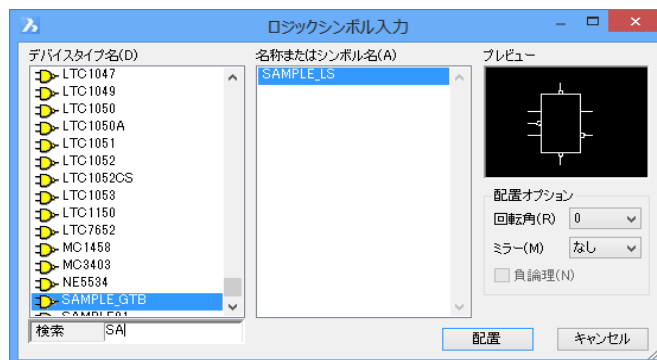 ロジックシンボル入力
デバイスタイプ名(D)
LTC1047
LTC1049
LTC1050
LTC1050A
LTC1051
LTC1052
LTC1052CS
LTC1053
LTC1150
LTC7652
MC1458
MC3403
NE5534
SAMPLE_GTB
検索 SA
名称またはシンボル名(A)
SAMPLE_LS
プレビュー
配置オプション
回転角(R) 0
ミラー(M) なし
負論理(N)
配置 キャンセル